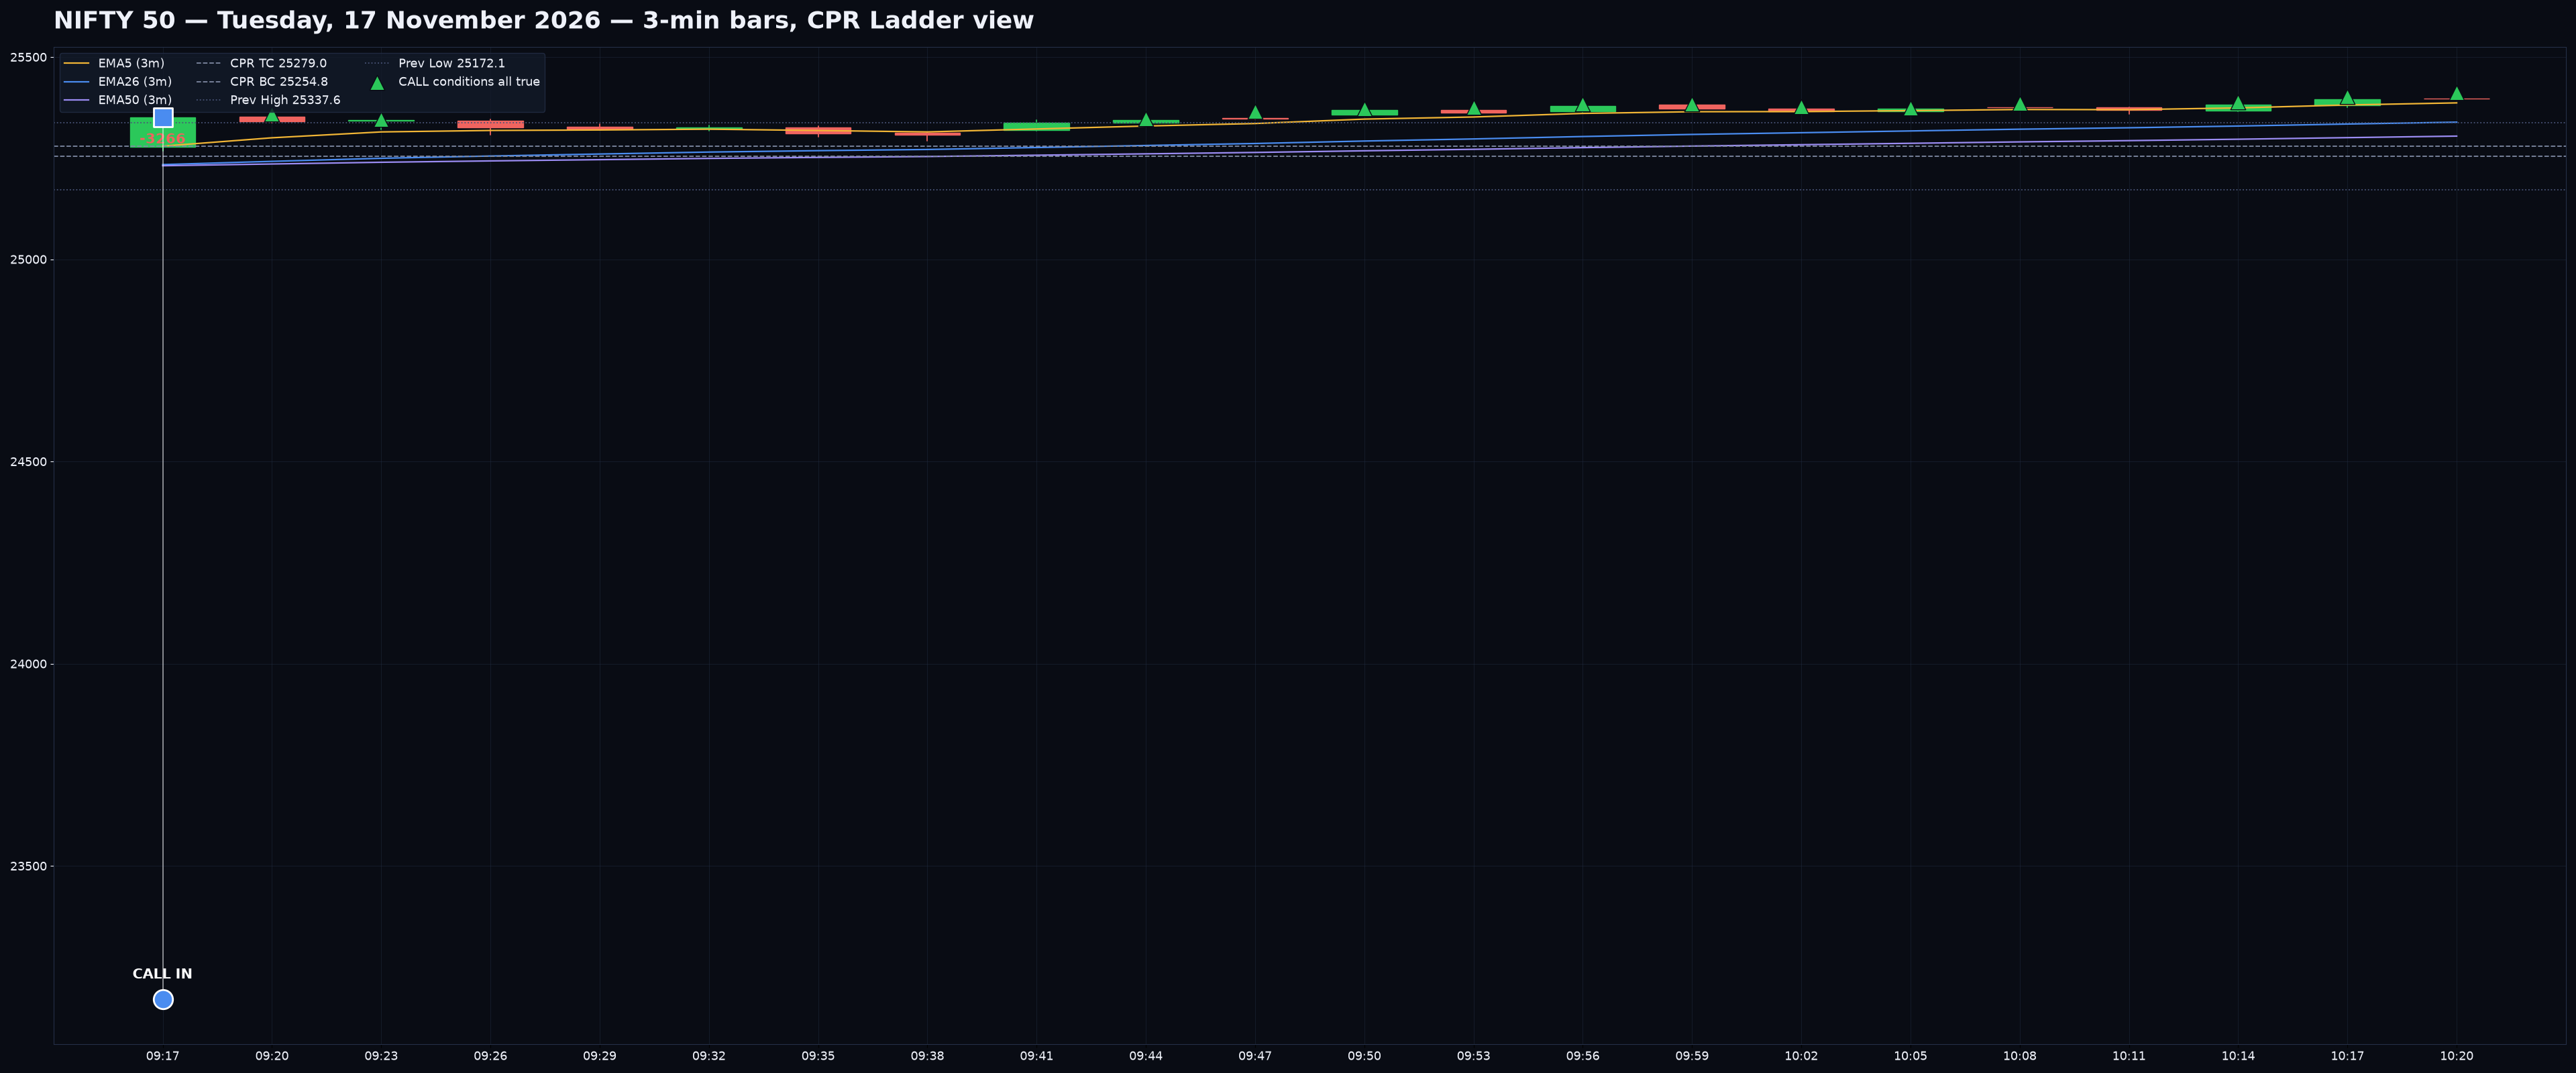 NIFTY 50 — Tuesday, 17 November 2026 — 3-min bars, CPR Ladder view
25500
25000
24500
24000
23500
EMA5 (3m)
EMA26 (3m)
EMA50 (3m)
CPR TC 25279.0
CPR BC 25254.8
Prev High 25337.6
Prev Low 25172.1
CALL conditions all true
CALL IN
09:17 09:20 09:23 09:26 09:29 09:32 09:35 09:38 09:41 09:44 09:47 09:50 09:53 09:56 09:59 10:02 10:05 10:08 10:11 10:14 10:17 10:20